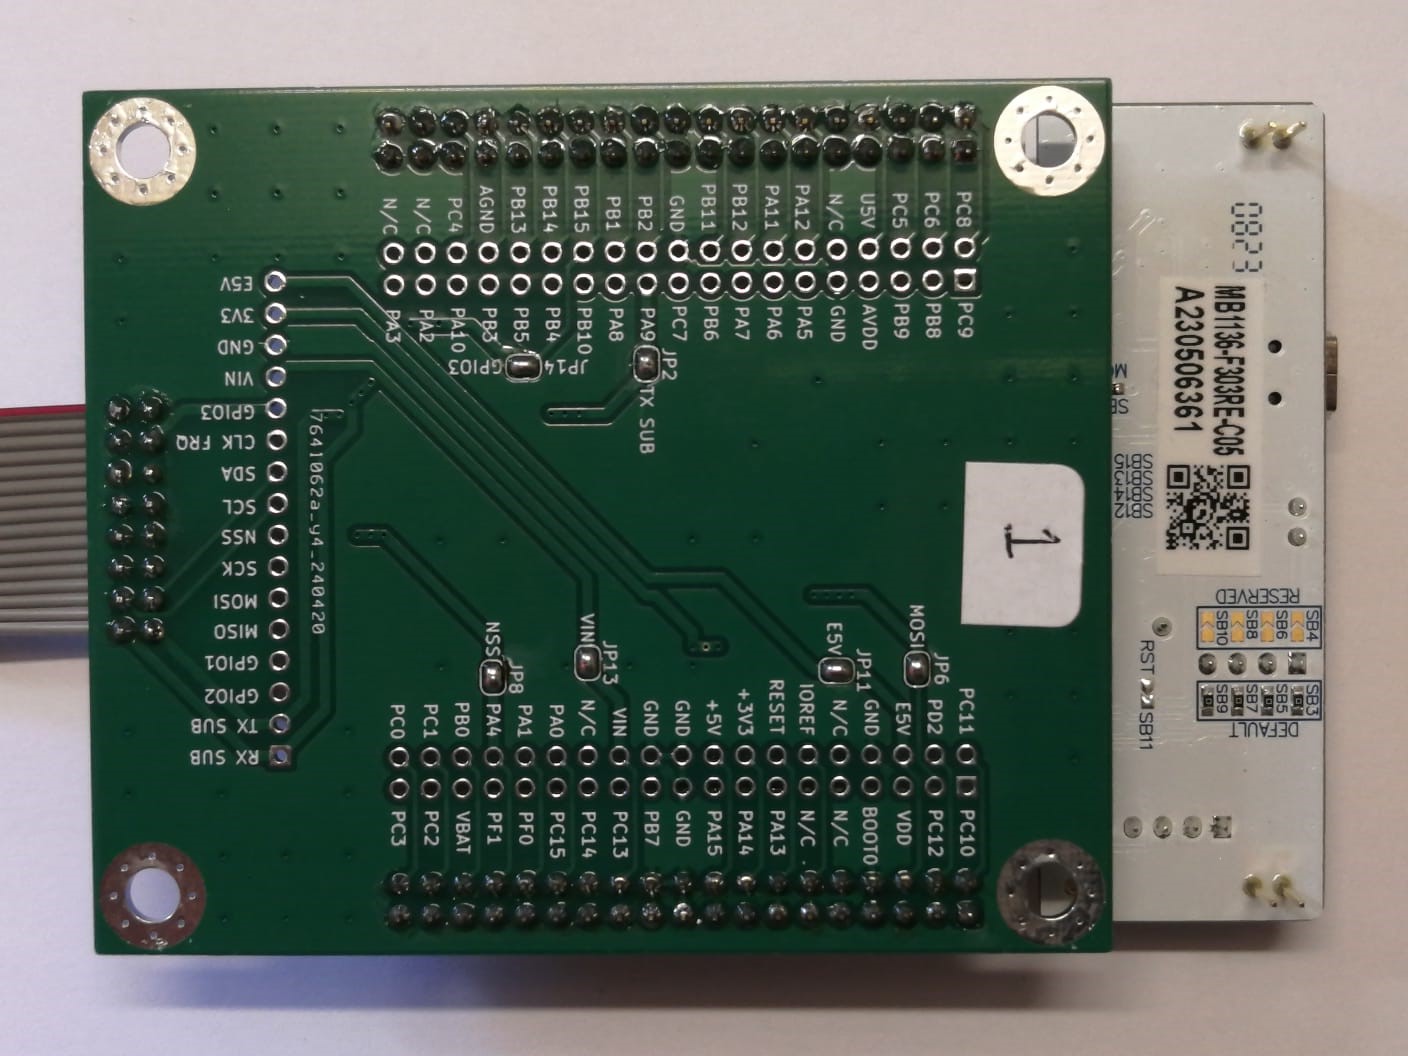 N/C
N/C
PC4
AGND
PB13
PB14
PB15
PB1
PB2
GND
PB11
PB12
PA11
PA12
N/C
U5V
PC5
PC6
PC8
PA3
PA2
PA10
PB3
PB5
PB4
PB10
PA8
PA9
PC7
PB6
PA7
PA6
PA5
GND
AVDD
PB9
PB8
PC9
GPIO3
JP14
JP2
TX SUB
E5V
3V3
GND
VIN
GPIO3
CLK FRQ
SDA
SCL
NSS
SCK
MOSI
MISO
GPIO1
GPIO2
TX SUB
RX SUB
7641062a_y4_240420
1
NSS
JP8
VIN
JP13
E5V
JP11
MOSI
JP6
PC0
PC1
PB0
PA4
PA1
PA0
N/C
VIN
GND
GND
+5V
+3V3
RESET
IOREF
N/C
GND
E5V
PD2
PC11
PC3
PC2
VBAT
PF1
PF0
PC15
PC14
PC13
PB7
GND
PA15
PA14
PA13
N/C
N/C
BOOT0
VDD
PC12
PC10
0823
MB1136-F303RE-C05
A230506361
SB15
SB13
SB14
SB12
RESERVED
SB10
SB8
SB6
SB4
SB9
SB7
SB5
SB3
DEFAULT
RST
SB11